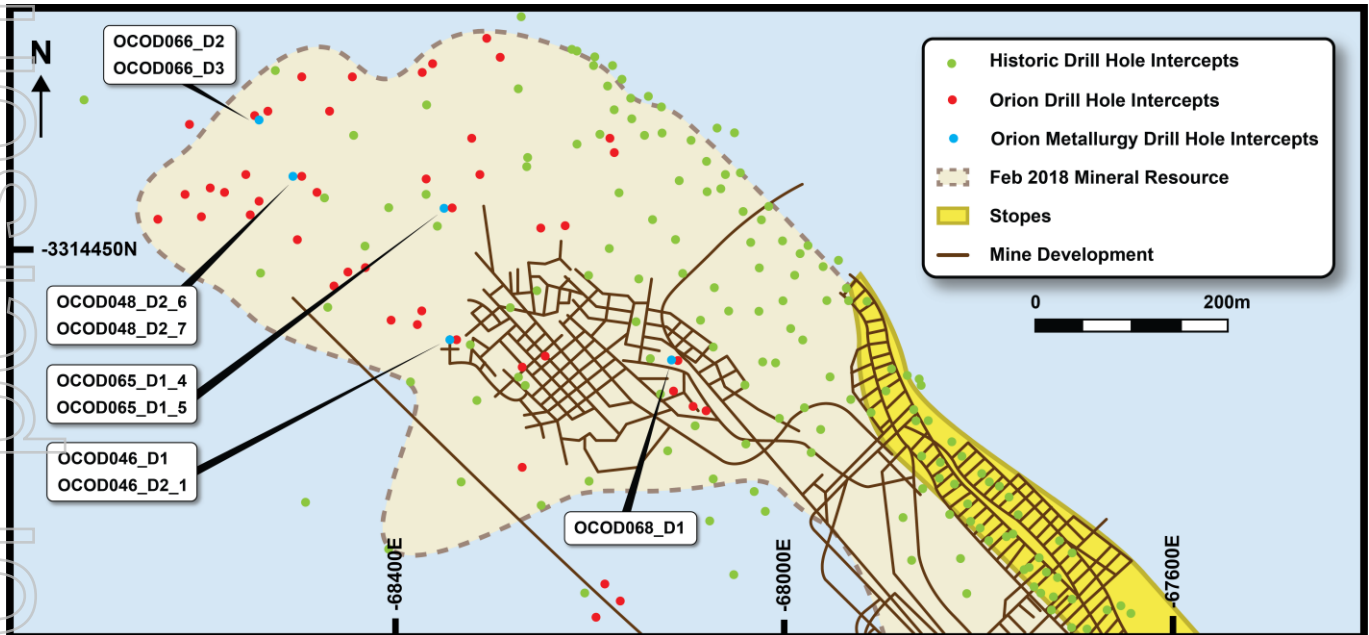 N
OCOD066_D2
OCOD066_D3
Historic Drill Hole Intercepts
Orion Drill Hole Intercepts
Orion Metallurgy Drill Hole Intercepts
Feb 2018 Mineral Resource
Stopes
Mine Development
-3314450N
0
200m
OCOD048_D2_6
OCOD048_D2_7
OCOD065_D1_4
OCOD065_D1_5
OCOD046_D1
OCOD046_D2_1
OCOD068_D1
-68400E
-68000E
-67600E